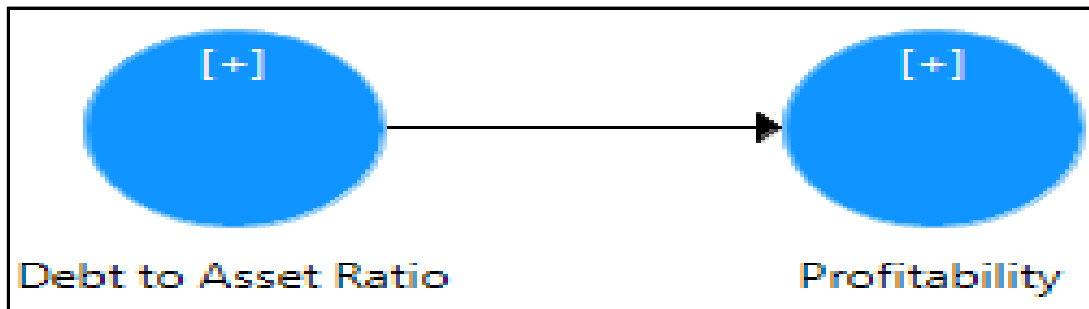 [+]
[+]
Debt to Asset Ratio
Profitability